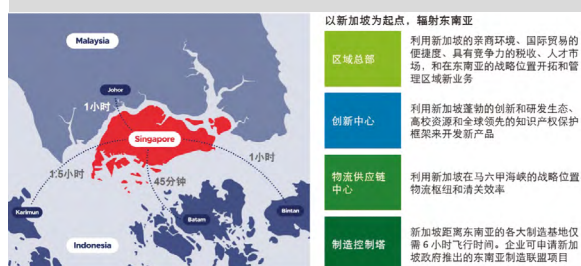 Malaysia
Johor
1小时
Singapore
1.5小时
45分钟
1小时
Karimun
Batam
Bintan
Indonesia
以新加坡为起点，辐射东南亚
区域总部
利用新加坡的亲商环境、国际贸易的
便捷度、具有竞争力的税收、人才市
场，和在东南亚的战略位置开拓和管
理区域新业务
创新中心
利用新加坡蓬勃的创新和研发生态、
高校资源和全球领先的知识产权保护
框架来开发新产品
物流供应链
中心
利用新加坡在马六甲海峡的战略位置
物流枢纽和清关效率
制造控制塔
新加坡距离东南亚的各大制造基地仅
需 6 小时飞行时间。企业可申请新加
坡政府推出的东南亚制造联盟项目